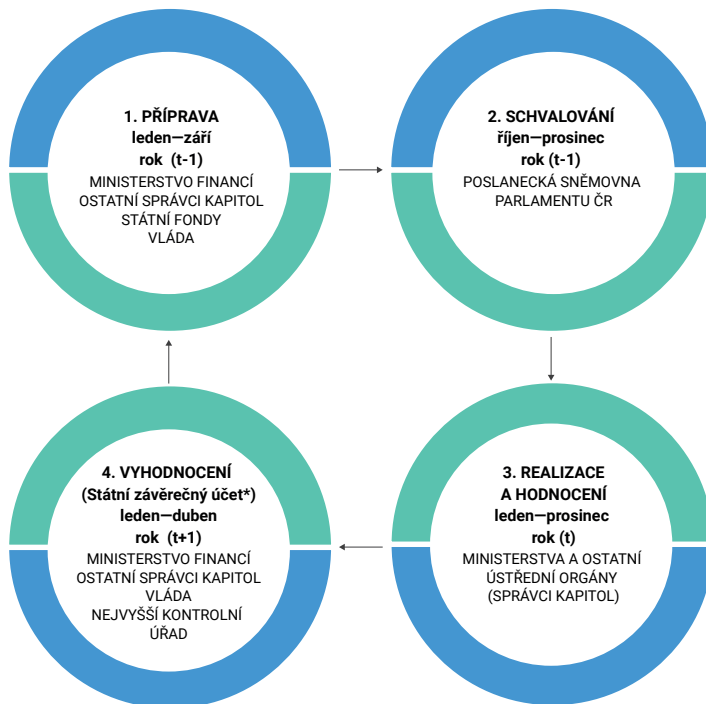 1. PŘÍPRAVA
leden—září
rok (t-1)
MINISTERSTVO FINANCÍ
OSTATNÍ SPRÁVCI KAPITOL
STÁTNÍ FONDY
VLÁDA
2. SCHVALOVÁNÍ
říjen—prosinec
rok (t-1)
POSLANECKÁ SNĚMOVNA
PARLAMENTU ČR
3. REALIZACE
A HODNOCENÍ
leden—prosinec
rok (t)
MINISTERSTVA A OSTATNÍ
ÚSTŘEDNÍ ORGÁNY
(SPRÁVCI KAPITOL)
4. VYHODNOCENÍ
(Státní závěrečný účet*)
leden—duben
rok (t+1)
MINISTERSTVO FINANCÍ
OSTATNÍ SPRÁVCI KAPITOL
VLÁDA
NEJVYŠŠÍ KONTROLNÍ
ÚŘAD